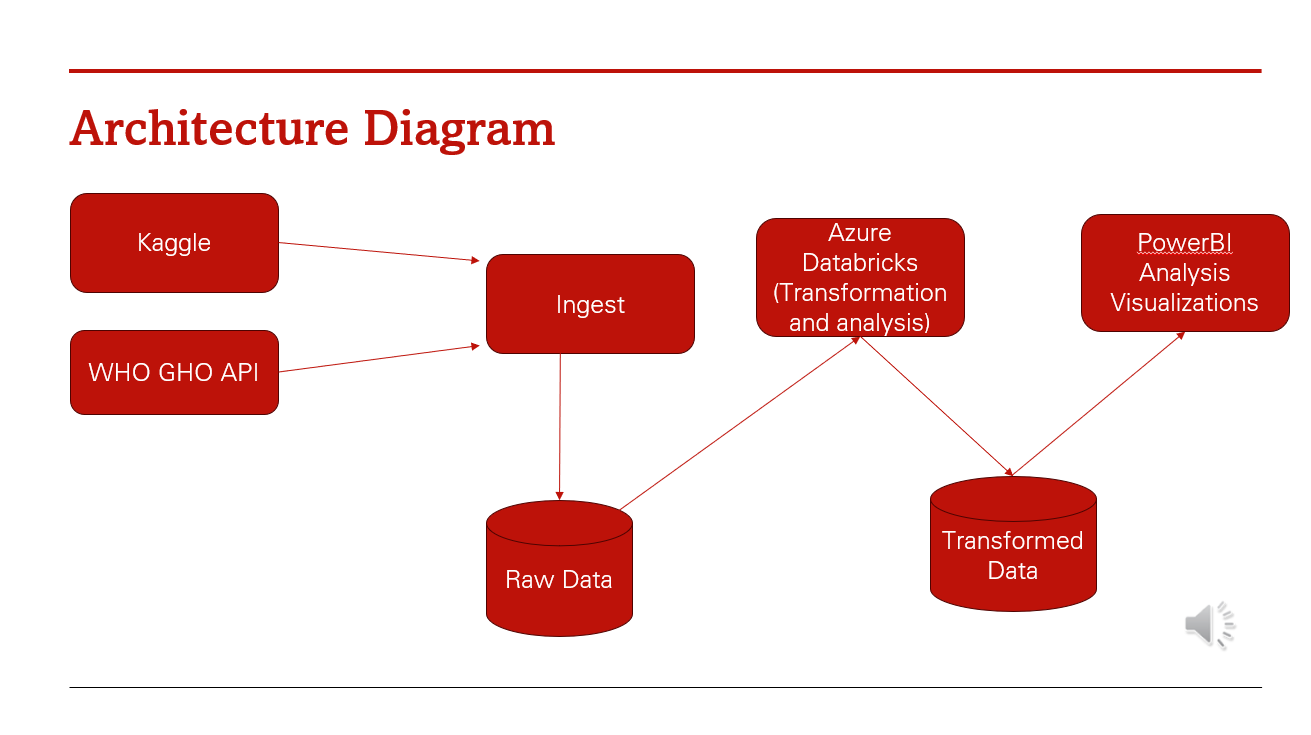 Architecture Diagram
Kaggle
WHO GHO API
Ingest
Raw Data
Azure
Databricks
(Transformation
and analysis)
Transformed
Data
PowerBI
Analysis
Visualizations